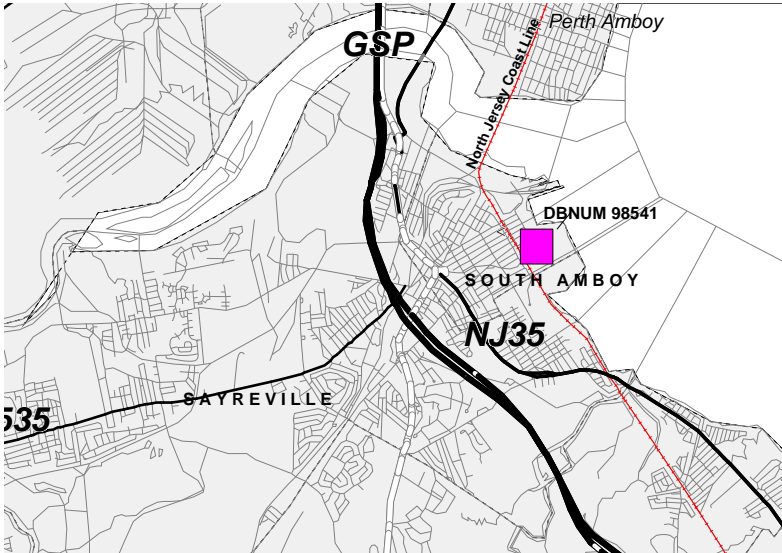 Perth Amboy
GSP
North Jersey Coast Line
DBNUM 98541
SOUTH AMBOY
NJ35
SAYREVILLE
535